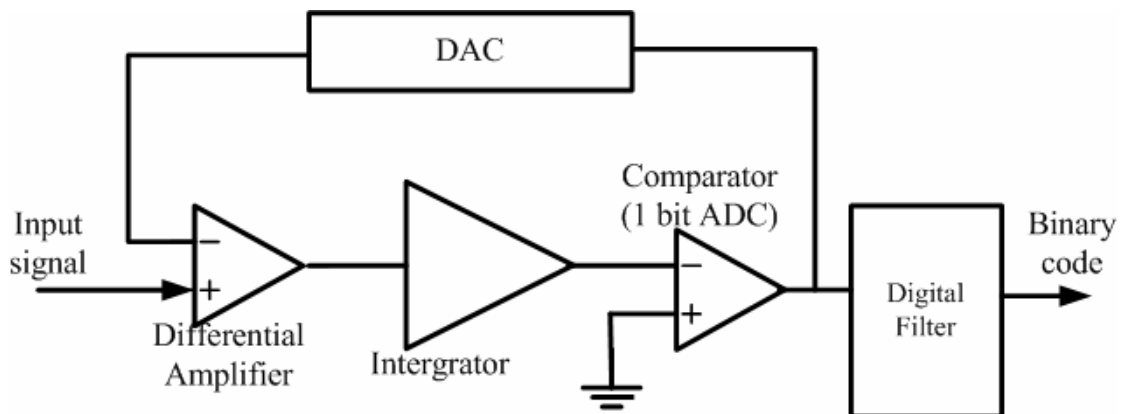 DAC
Comparator
(1 bit ADC)
Input
signal
−
+
Differential
Amplifier
Intergrator
−
+
Digital
Filter
Binary
code